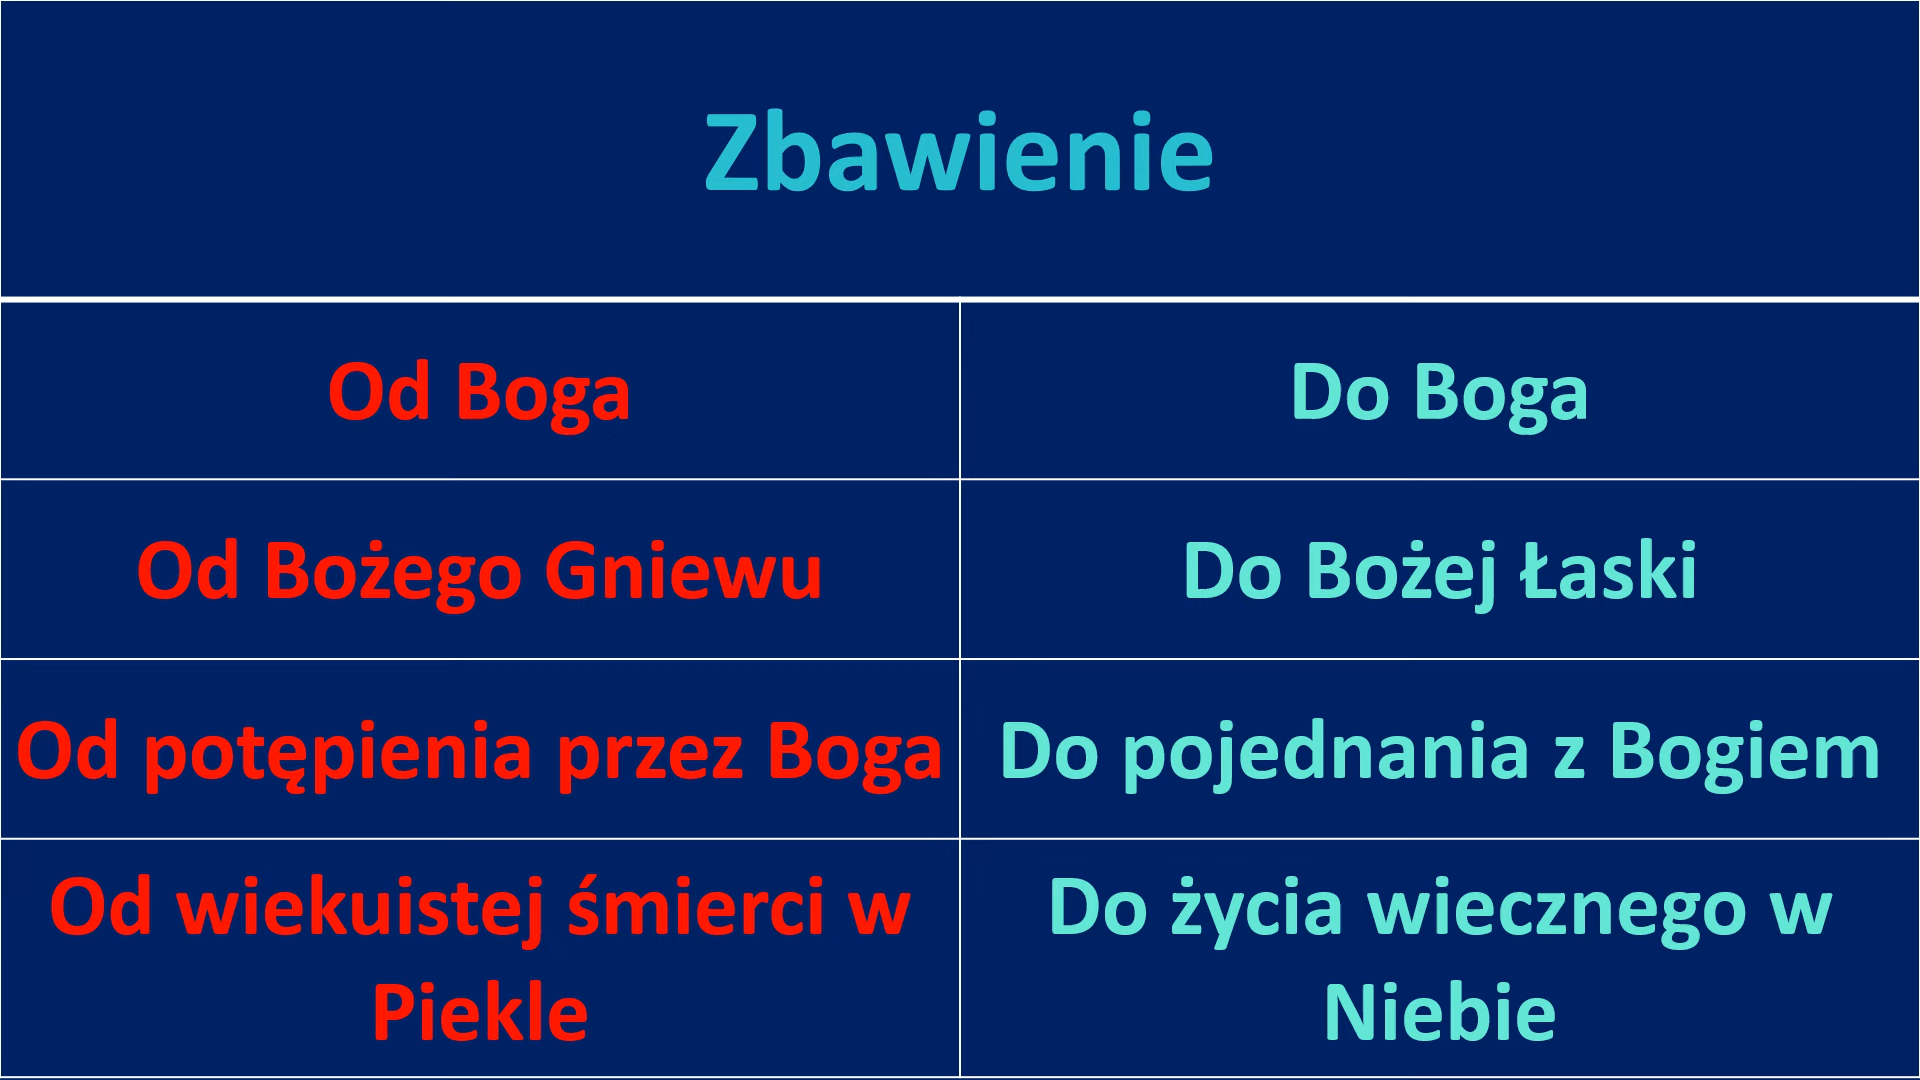 Zbawienie
Od Boga
Do Boga
Od Bożego Gniewu
Do Bożej Łaski
Od potępienia przez Boga
Do pojednania z Bogiem
Od wiekuistej śmierci w
Piekle
Do życia wiecznego w
Niebie